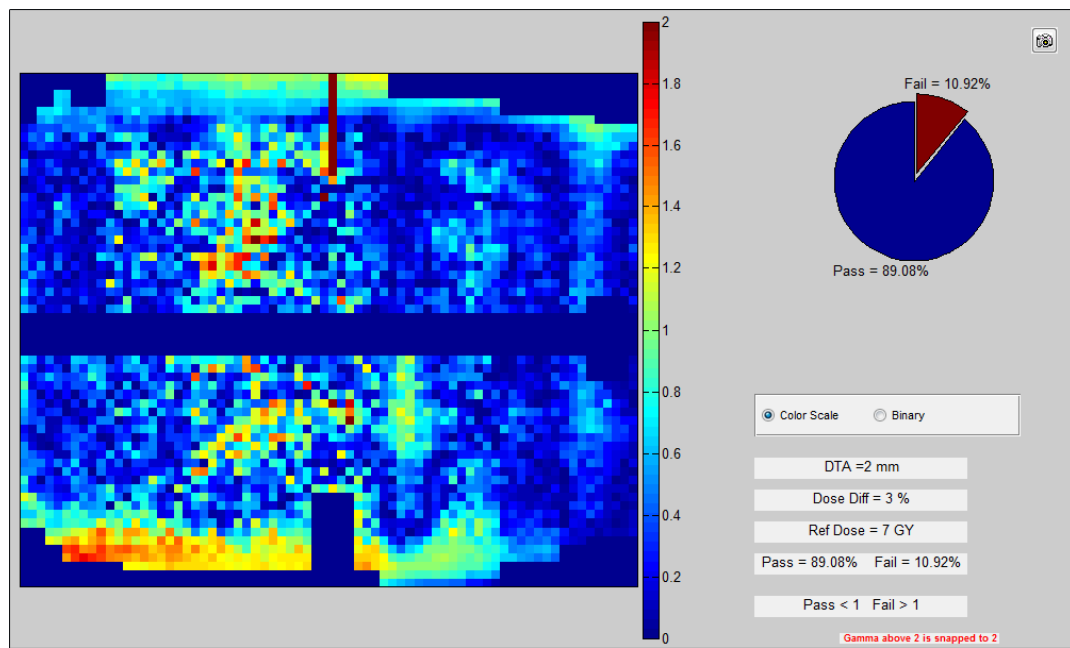 2
1.8
1.6
1.4
1.2
1
0.8
0.6
0.4
0.2
0
Fail = 10.92%
Pass = 89.08%
Color Scale Binary
DTA =2 mm
Dose Diff = 3 %
Ref Dose = 7 GY
Pass = 89.08% Fail = 10.92%
Pass < 1 Fail > 1
Gamma above 2 is snapped to 2